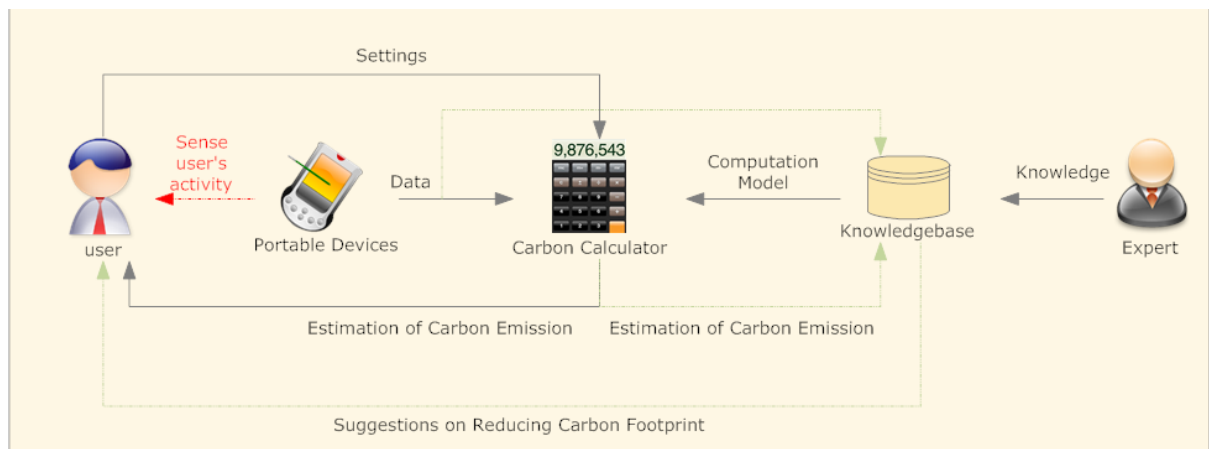 Settings
Sense
user's
activity
9,876,543
Data
Computation
Model
Knowledge
user
Portable Devices
Carbon Calculator
Knowledgebase
Expert
Estimation of Carbon Emission
Estimation of Carbon Emission
Suggestions on Reducing Carbon Footprint